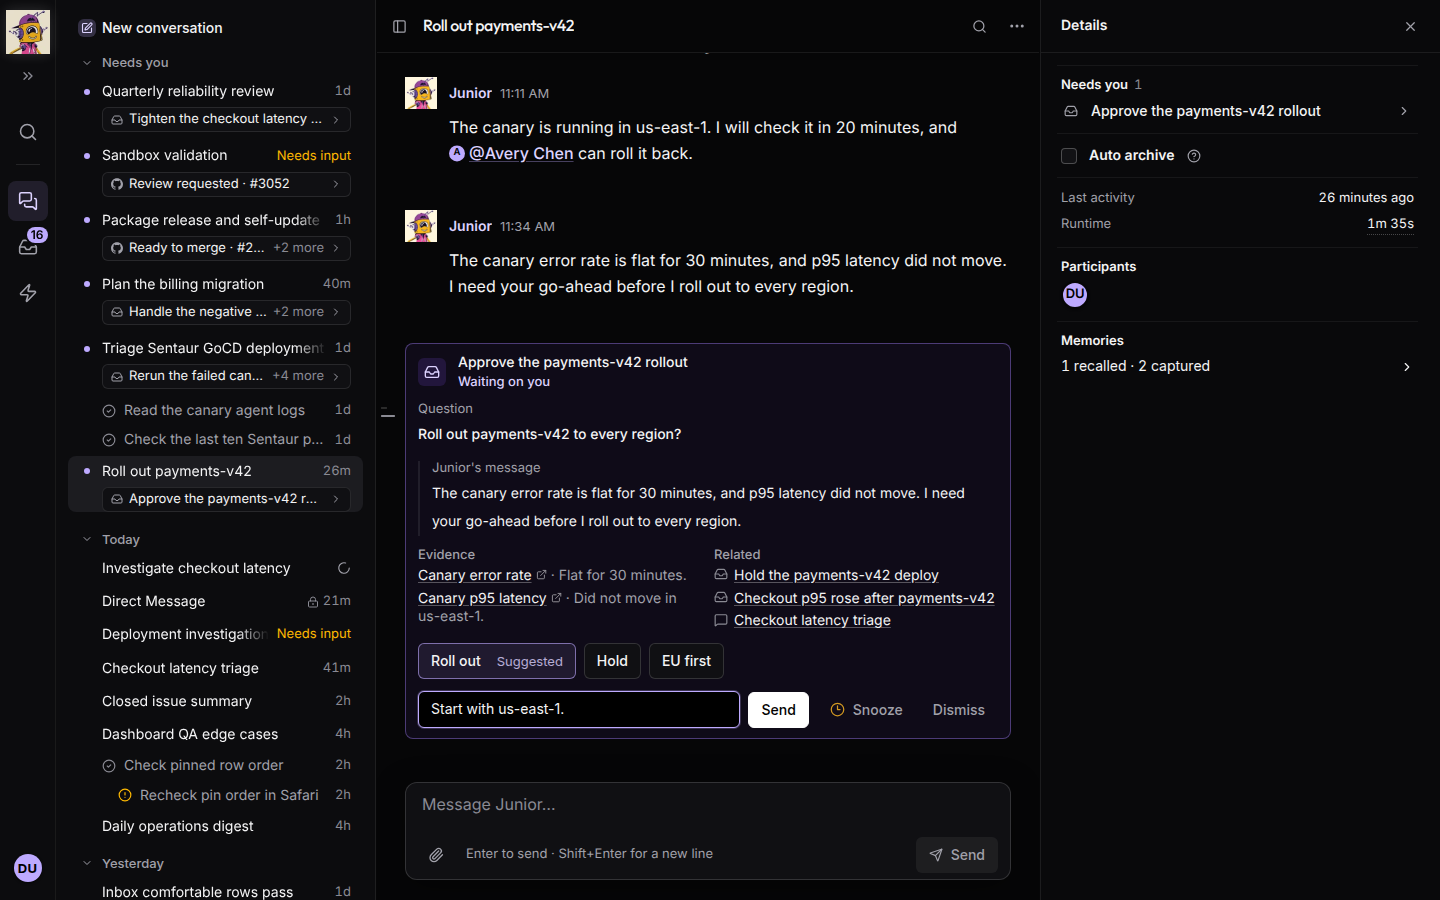 New conversation
Needs you
Quarterly reliability review 1d
Tighten the checkout latency ...
Sandbox validation Needs input
Review requested · #3052
Package release and self-update 1h
Ready to merge · #2... +2 more
Plan the billing migration 40m
Handle the negative ... +2 more
Triage Sentaur GoCD deployment 1d
Rerun the failed can... +4 more
Read the canary agent logs 1d
Check the last ten Sentaur p... 1d
Roll out payments-v42 26m
Approve the payments-v42 r...
Today
Investigate checkout latency
Direct Message 21m
Deployment investigation Needs input
Checkout latency triage 41m
Closed issue summary 2h
Dashboard QA edge cases 4h
Check pinned row order 2h
Recheck pin order in Safari 2h
Daily operations digest 4h
Yesterday
Inbox comfortable rows pass 1d
16
DU
Roll out payments-v42
Junior 11:11 AM
The canary is running in us-east-1. I will check it in 20 minutes, and
A @Avery Chen can roll it back.
Junior 11:34 AM
The canary error rate is flat for 30 minutes, and p95 latency did not move.
I need your go-ahead before I roll out to every region.
Approve the payments-v42 rollout
Waiting on you
Question
Roll out payments-v42 to every region?
Junior's message
The canary error rate is flat for 30 minutes, and p95 latency did not move. I need
your go-ahead before I roll out to every region.
Evidence
Canary error rate · Flat for 30 minutes.
Canary p95 latency · Did not move in
us-east-1.
Related
Hold the payments-v42 deploy
Checkout p95 rose after payments-v42
Checkout latency triage
Roll out Suggested Hold EU first
Start with us-east-1. Send Snooze Dismiss
Message Junior...
Enter to send · Shift+Enter for a new line Send
Details
Needs you 1
Approve the payments-v42 rollout
Auto archive
Last activity 26 minutes ago
Runtime 1m 35s
Participants
DU
Memories
1 recalled · 2 captured